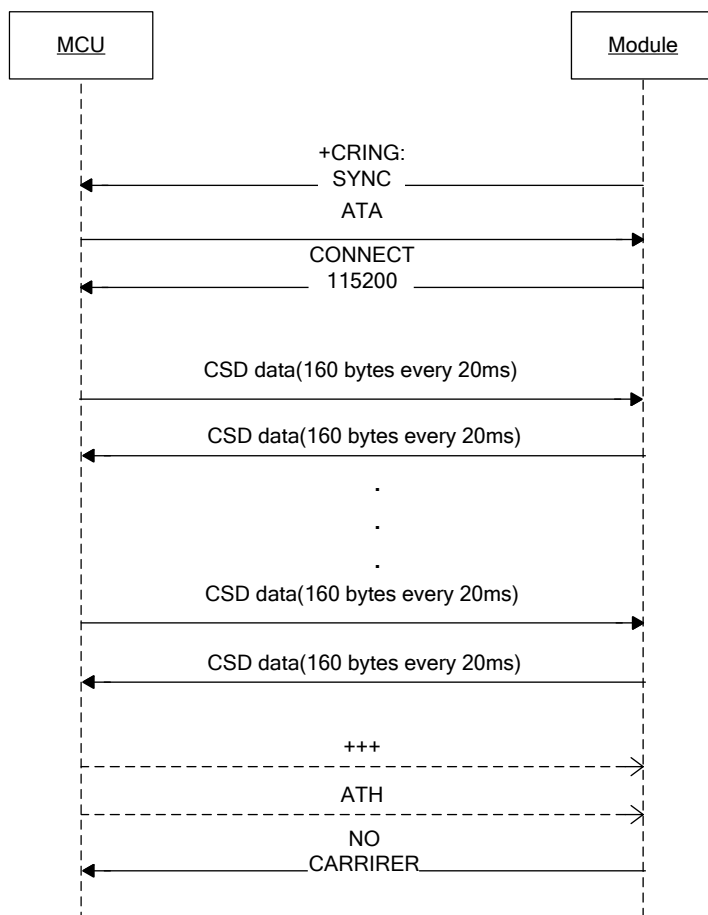 MCU
Module
+CRING:
SYNC
ATA
CONNECT
115200
CSD data(160 bytes every 20ms)
CSD data(160 bytes every 20ms)
.
.
.
CSD data(160 bytes every 20ms)
CSD data(160 bytes every 20ms)
+++
ATH
NO
CARRIRER